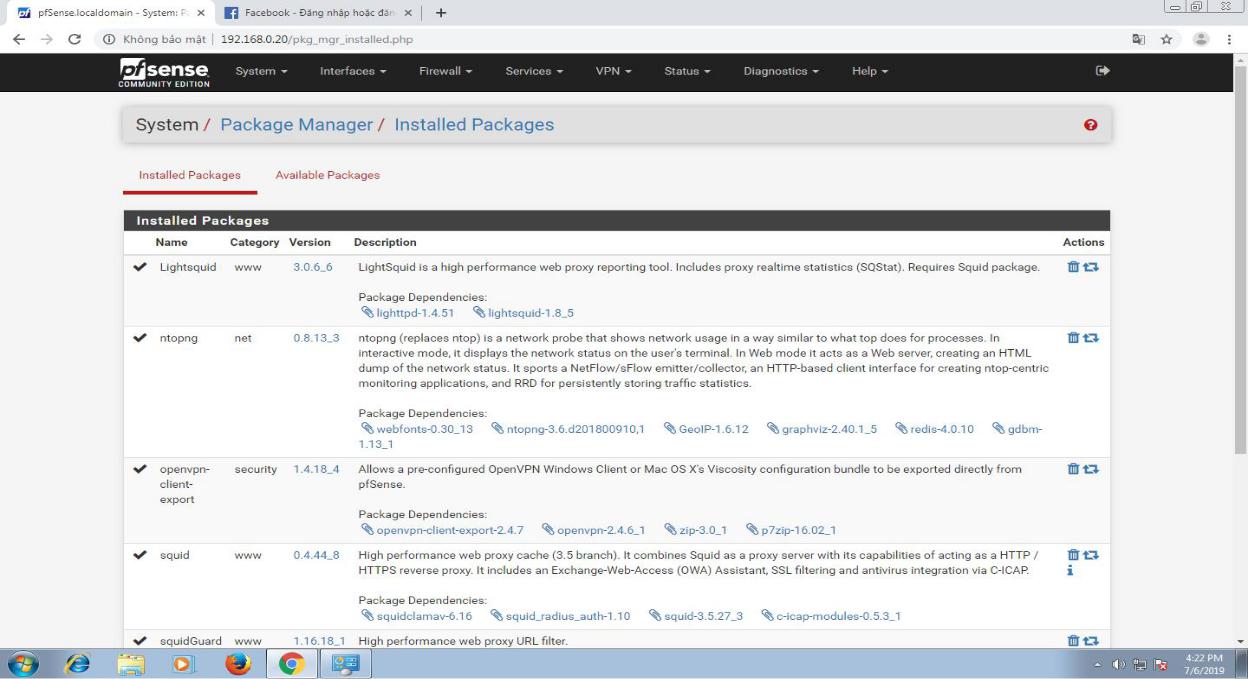 pfSense.localdomain - System: Pa
Facebook - Đăng nhập hoặc đăn
Không bảo mật | 192.168.0.20/pkg_mgr_installed.php
pfsense
COMMUNITY EDITION
System
Interfaces
Firewall
Services
VPN
Status
Diagnostics
Help
System / Package Manager / Installed Packages
Installed Packages
Available Packages
Installed Packages
Name Category Version Description Actions
Lightsquid www 3.0.6_6 LightSquid is a high performance web proxy reporting tool. Includes proxy realtime statistics (SQStat). Requires Squid package.
Package Dependencies:
lighttpd-1.4.51 lightsquid-1.8_5
ntopng net 0.8.13_3 ntopng (replaces ntop) is a network probe that shows network usage in a way similar to what top does for processes. In
interactive mode, it displays the network status on the user's terminal. In Web mode it acts as a Web server, creating an HTML
dump of the network status. It sports a NetFlow/sFlow emitter/collector, an HTTP-based client interface for creating ntop-centric
monitoring applications, and RRD for persistently storing traffic statistics.
Package Dependencies:
webfonts-0.30_13 ntopng-3.6.d201800910,1 GeoIP-1.6.12 graphviz-2.40.1_5 redis-4.0.10 gdbm-
1.13_1
openvpn- security 1.4.18_4 Allows a pre-configured OpenVPN Windows Client or Mac OS X's Viscosity configuration bundle to be exported directly from
client- pfSense.
export
Package Dependencies:
openvpn-client-export-2.4.7 openvpn-2.4.6_1 zip-3.0_1 p7zip-16.02_1
squid www 0.4.44_8 High performance web proxy cache (3.5 branch). It combines Squid as a proxy server with its capabilities of acting as a HTTP /
HTTPS reverse proxy. It includes an Exchange-Web-Access (OWA) Assistant, SSL filtering and antivirus integration via C-ICAP.
Package Dependencies:
squidclamav-6.16 squid_radius_auth-1.10 squid-3.5.27_3 c-icap-modules-0.5.3_1
squidGuard www 1.16.18_1 High performance web proxy URL filter.
4:22 PM
7/6/2019